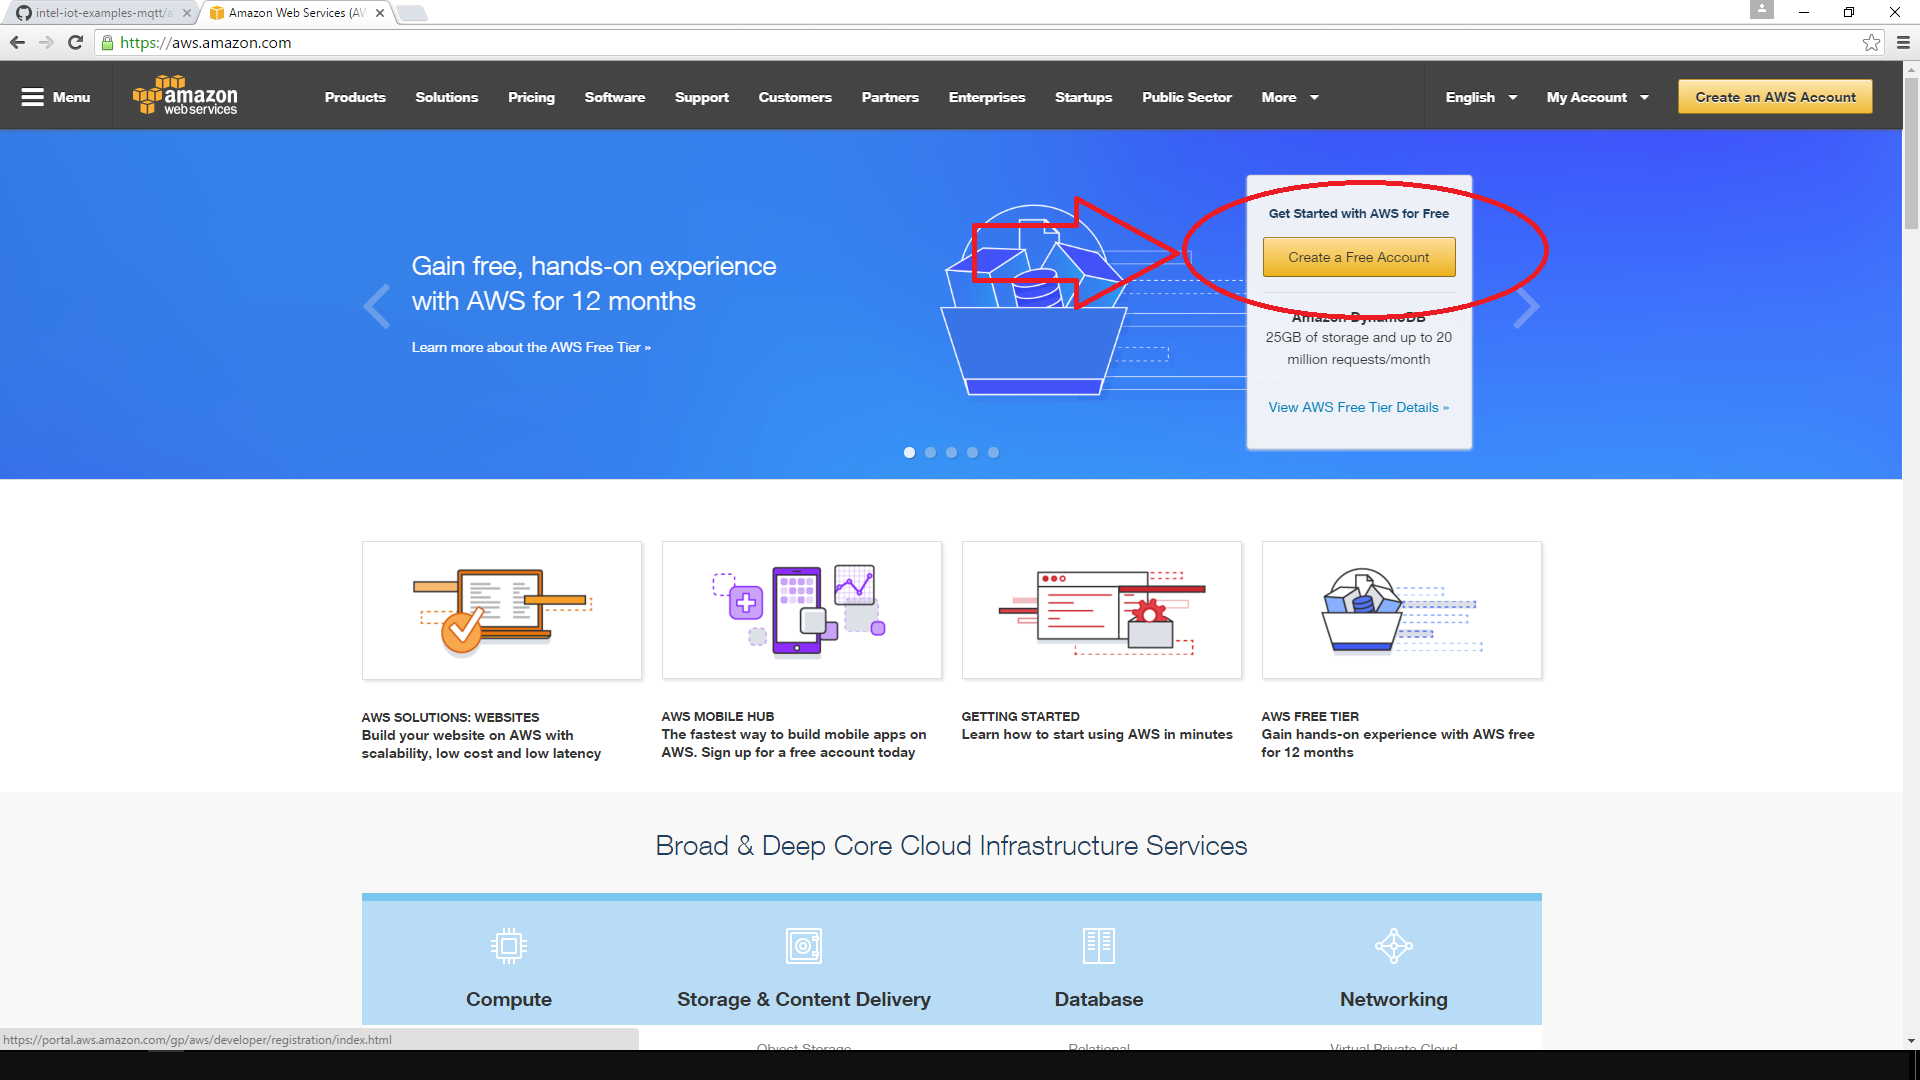 intel-iot-examples-mqtt/a
Amazon Web Services (AW
https://aws.amazon.com
Menu
amazon
web services
Products
Solutions
Pricing
Software
Support
Customers
Partners
Enterprises
Startups
Public Sector
More
English
My Account
Create an AWS Account
Gain free, hands-on experience
with AWS for 12 months
Learn more about the AWS Free Tier »
Get Started with AWS for Free
Create a Free Account
Amazon DynamoDB
25GB of storage and up to 20
million requests/month
View AWS Free Tier Details »
AWS SOLUTIONS: WEBSITES
Build your website on AWS with
scalability, low cost and low latency
AWS MOBILE HUB
The fastest way to build mobile apps on
AWS. Sign up for a free account today
GETTING STARTED
Learn how to start using AWS in minutes
AWS FREE TIER
Gain hands-on experience with AWS free
for 12 months
Broad & Deep Core Cloud Infrastructure Services
Compute
Storage & Content Delivery
Database
Networking
Object Storage
Relational
Virtual Private Cloud
https://portal.aws.amazon.com/gp/aws/developer/registration/index.html